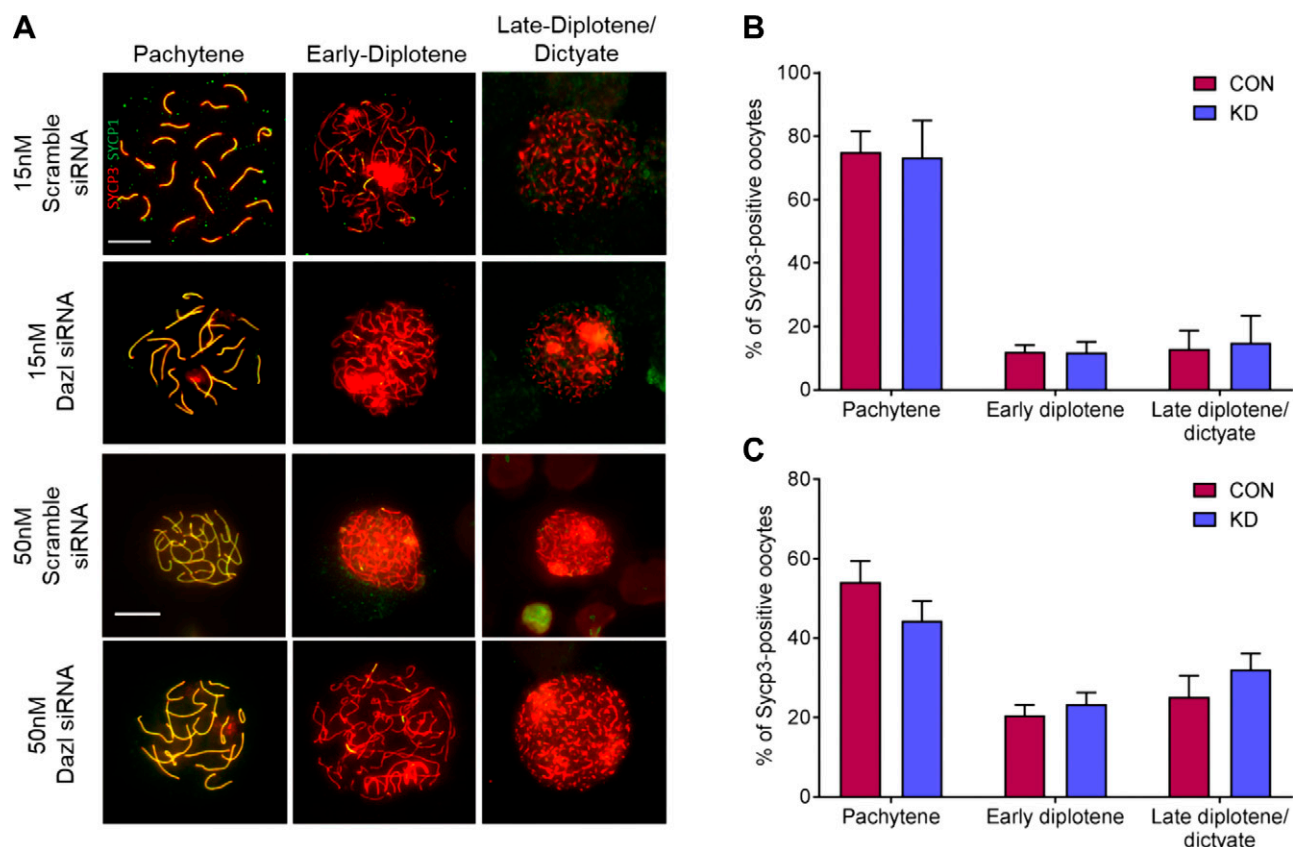 A
Pachytene
Early-Diplotene
Late-Diplotene/
Dictyate
15nM
Scramble
siRNA
SYCP3 SYCP1
15nM
Dazl siRNA
50nM
Scramble
siRNA
50nM
Dazl siRNA
B
% of Sycp3-positive oocytes
100
80
60
40
20
0
CON
KD
Pachytene
Early diplotene
Late diplotene/
dictyate
C
% of Sycp3-positive oocytes
80
60
40
20
0
CON
KD
Pachytene
Early diplotene
Late diplotene/
dictyate